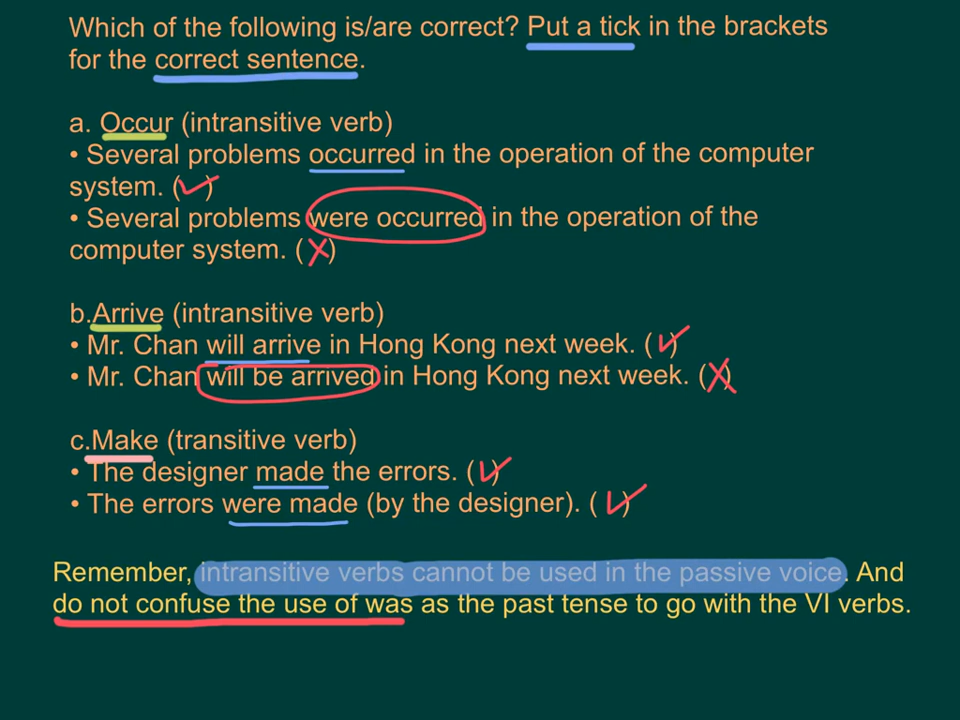 Which of the following is/are correct? Put a tick in the brackets
for the correct sentence.
a. Occur (intransitive verb)
• Several problems occurred in the operation of the computer
system. (✓)
• Several problems were occurred in the operation of the
computer system. (X)
b.Arrive (intransitive verb)
• Mr. Chan will arrive in Hong Kong next week. (✓)
• Mr. Chan will be arrived in Hong Kong next week. (X)
c.Make (transitive verb)
• The designer made the errors. (✓)
• The errors were made (by the designer). (✓)
Remember, intransitive verbs cannot be used in the passive voice. And
do not confuse the use of was as the past tense to go with the VI verbs.